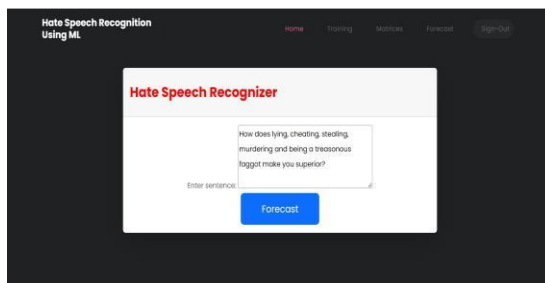 Hate Speech Recognition
Using ML
Home Training Matrices Forecast Sign-Out
Hate Speech Recognizer
How does lying, cheating, stealing,
murdering and being a treasonous
faggot make you superior?
Enter sentence:
Forecast